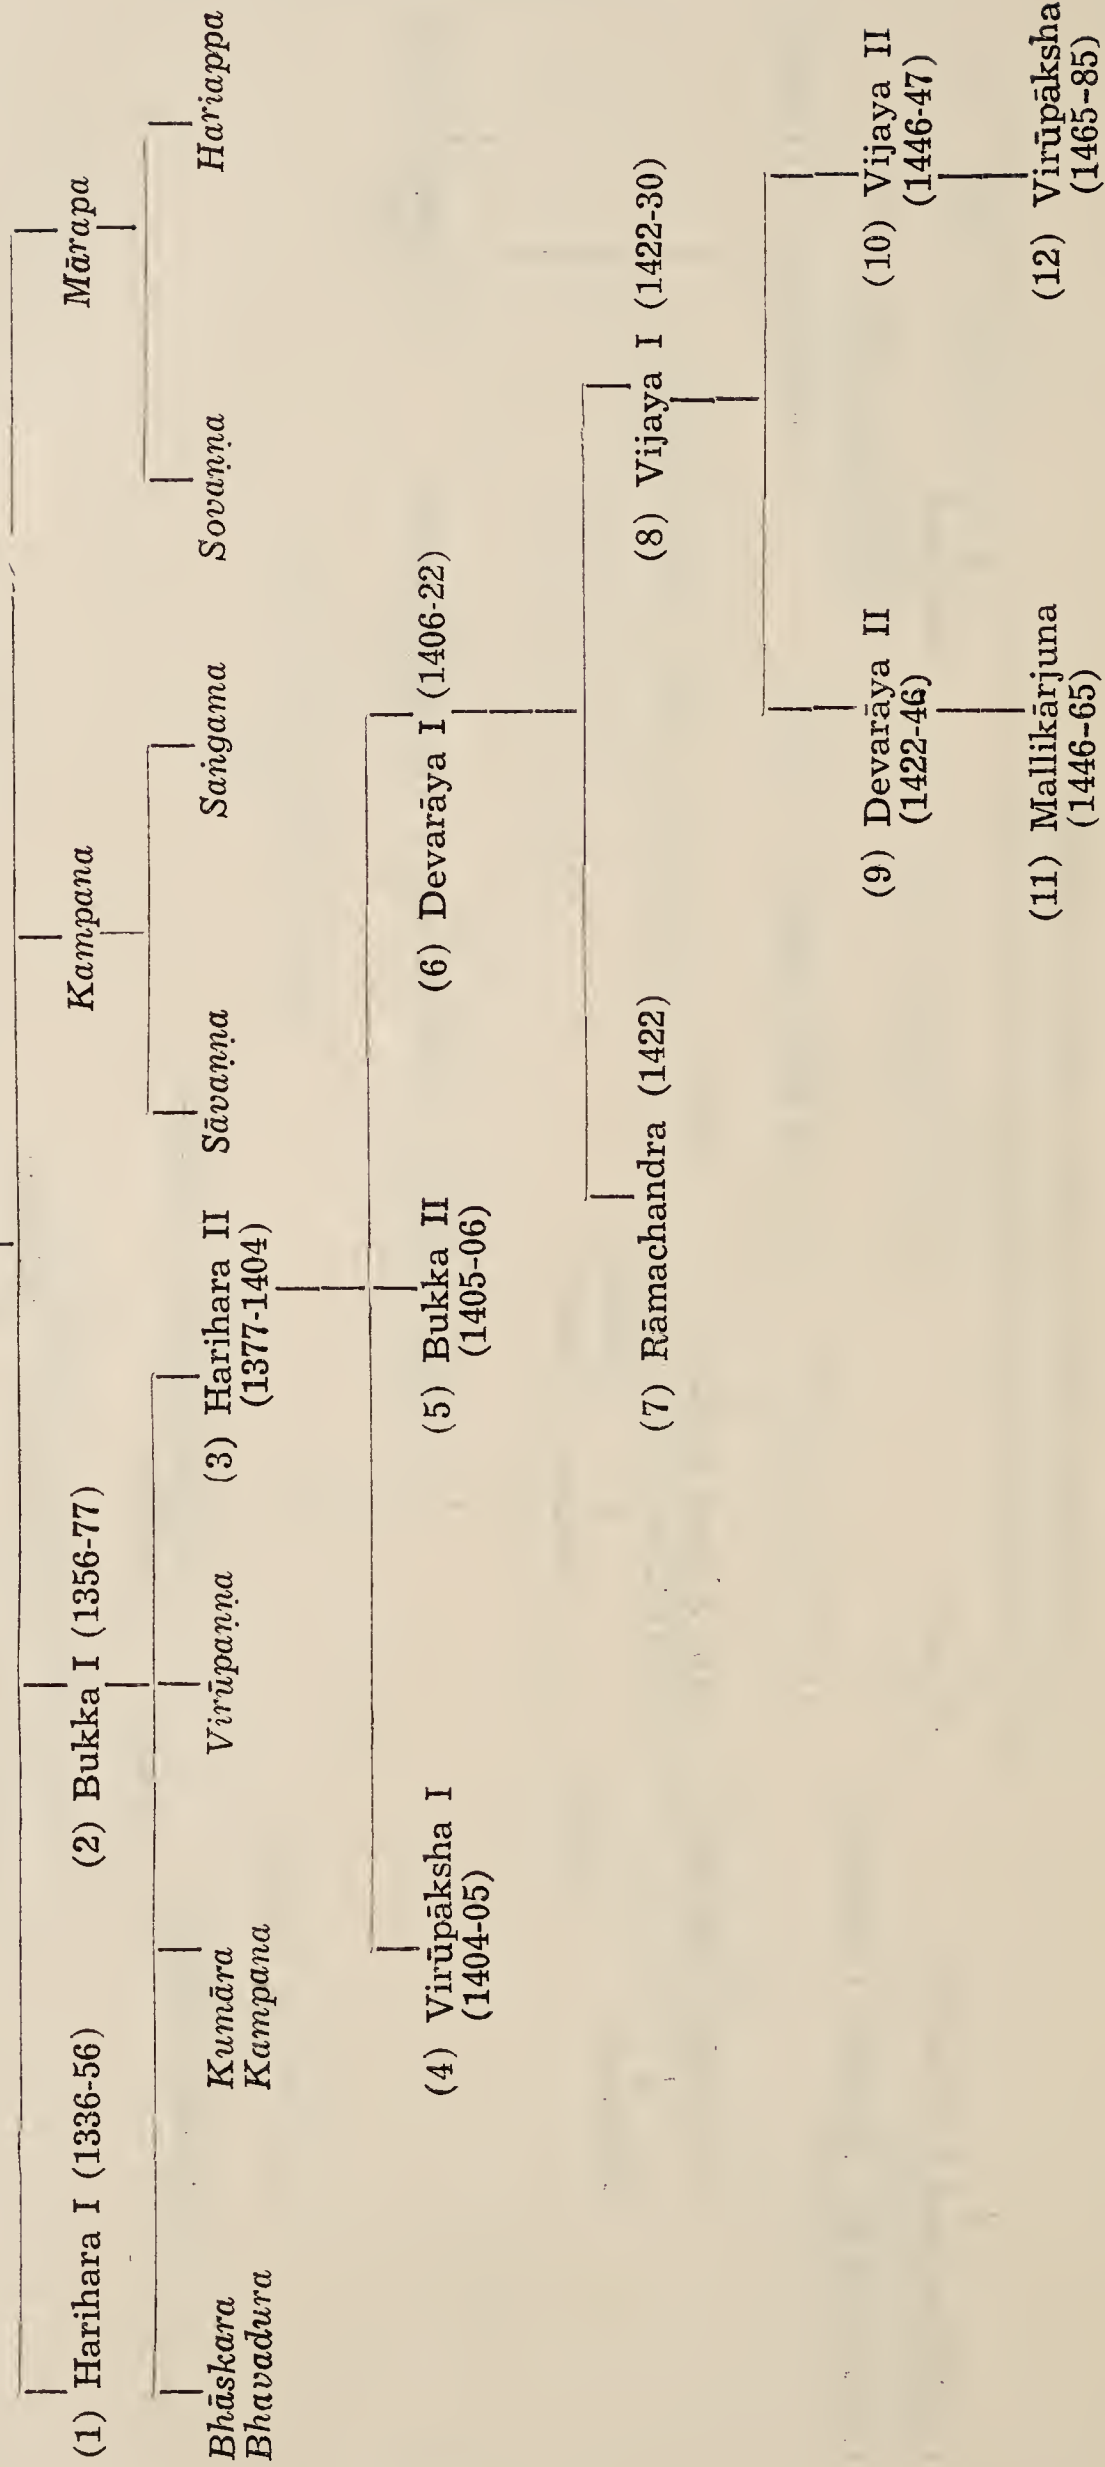 (1) Harihara I (1336-56)
(2) Bukka I (1356-77)
Kampana
Mārapa
Bhāskara
Bhavadura
Kumāra
Kampana
Virūpaṇṇa
(3) Harihara II
(1377-1404)
Sāvaṇṇa
Saṅgama
Sovaṇṇa
Hariappa
(4) Virūpāksha I
(1404-05)
(5) Bukka II
(1405-06)
(6) Devarāya I (1406-22)
(7) Rāmachandra (1422)
(8) Vijaya I (1422-30)
(9) Devarāya II
(1422-46)
(10) Vijaya II
(1446-47)
(11) Mallikārjuna
(1446-65)
(12) Virūpāksha
(1465-85)